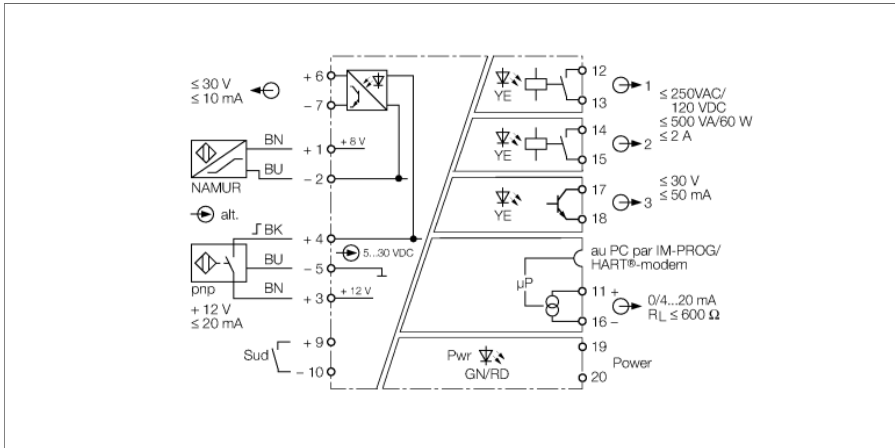 ≤ 30 V
≤ 10 mA
+ 6
- 7
BN
+ 1
+ 8 V
BU
- 2
NAMUR
alt.
BK
+ 4
5...30 VDC
BU
- 5
BN
+ 3
+ 12 V
pnp
+ 12 V
≤ 20 mA
+ 9
Sud
- 10
YE
12
13
1
≤ 250VAC/
120 VDC
≤ 500 VA/60 W
≤ 2 A
YE
14
15
2
YE
17
18
3
≤ 30 V
≤ 50 mA
au PC par IM-PROG/
HART®-modem
µP
11 +
16 –
0/4...20 mA
RL ≤ 600 Ω
Pwr
GN/RD
19
20
Power